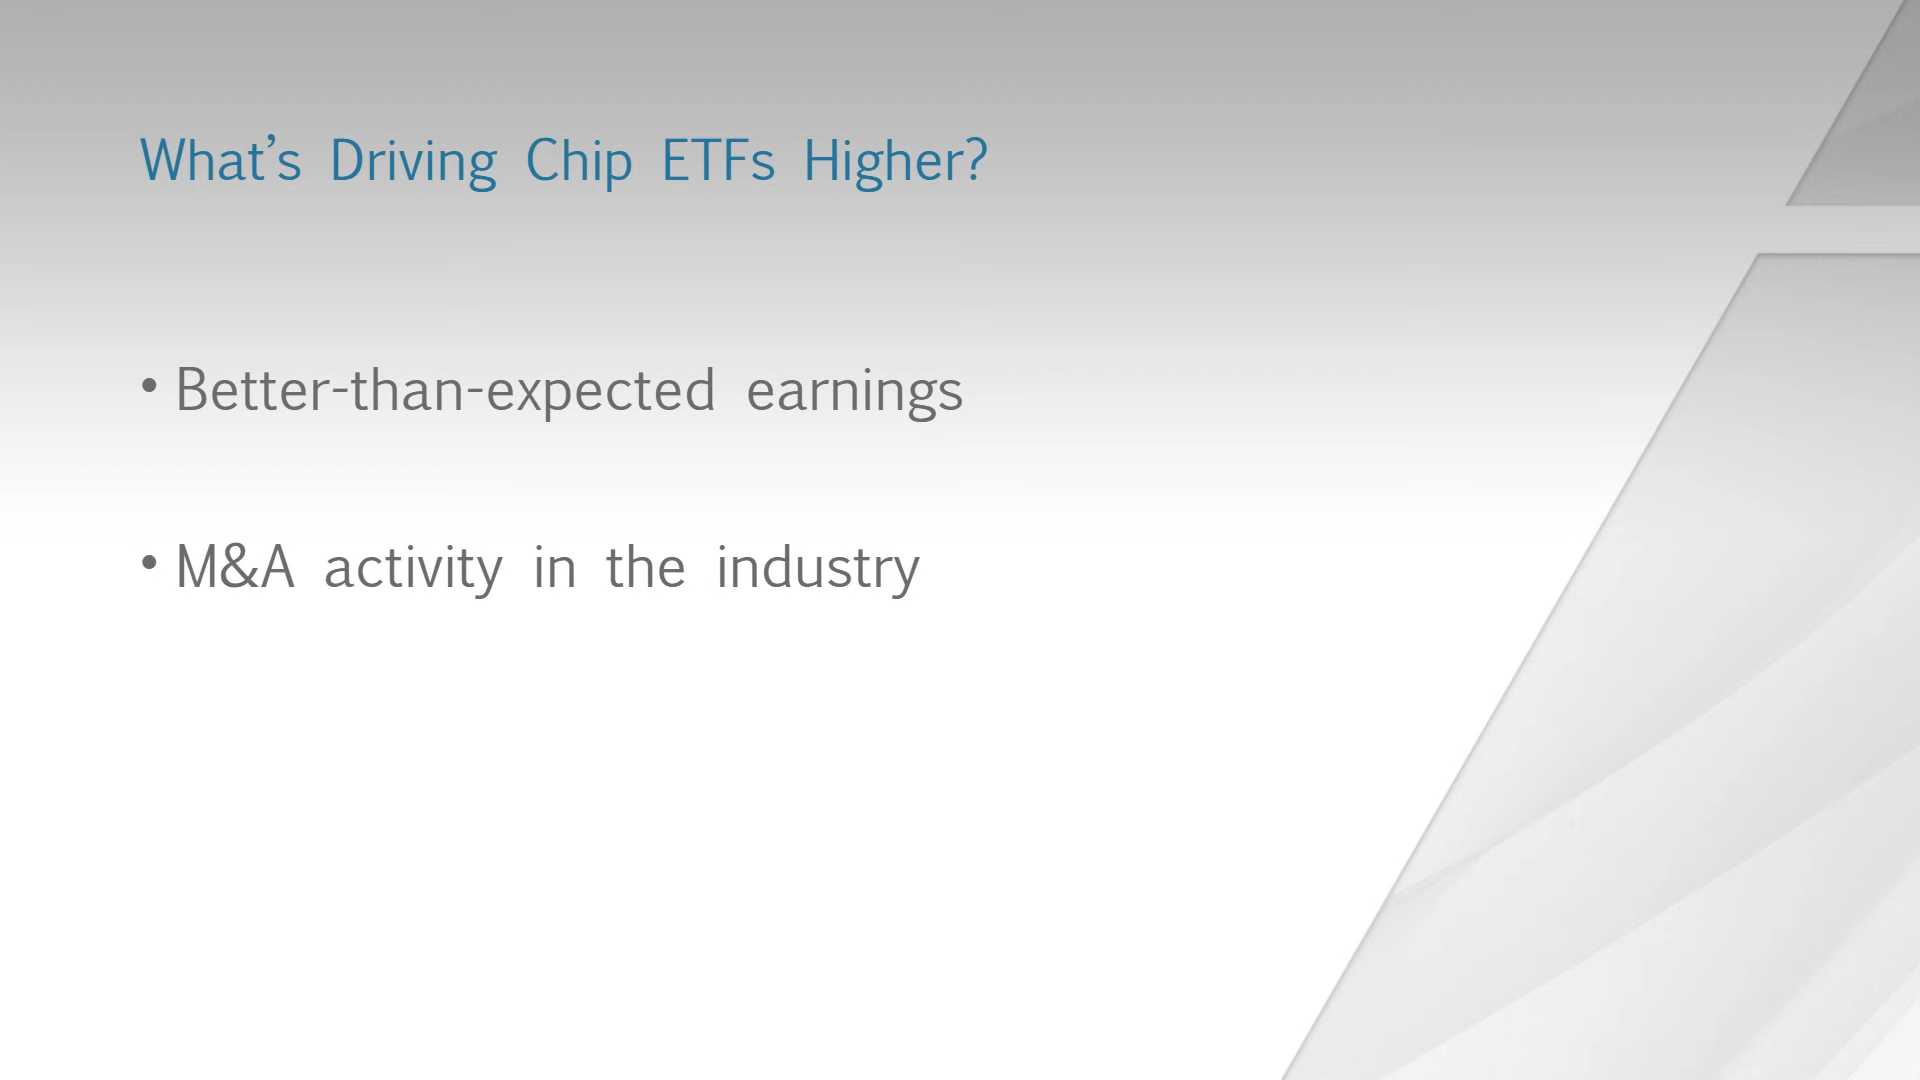 What’s Driving Chip ETFs Higher?
• Better-than-expected earnings
• M&A activity in the industry